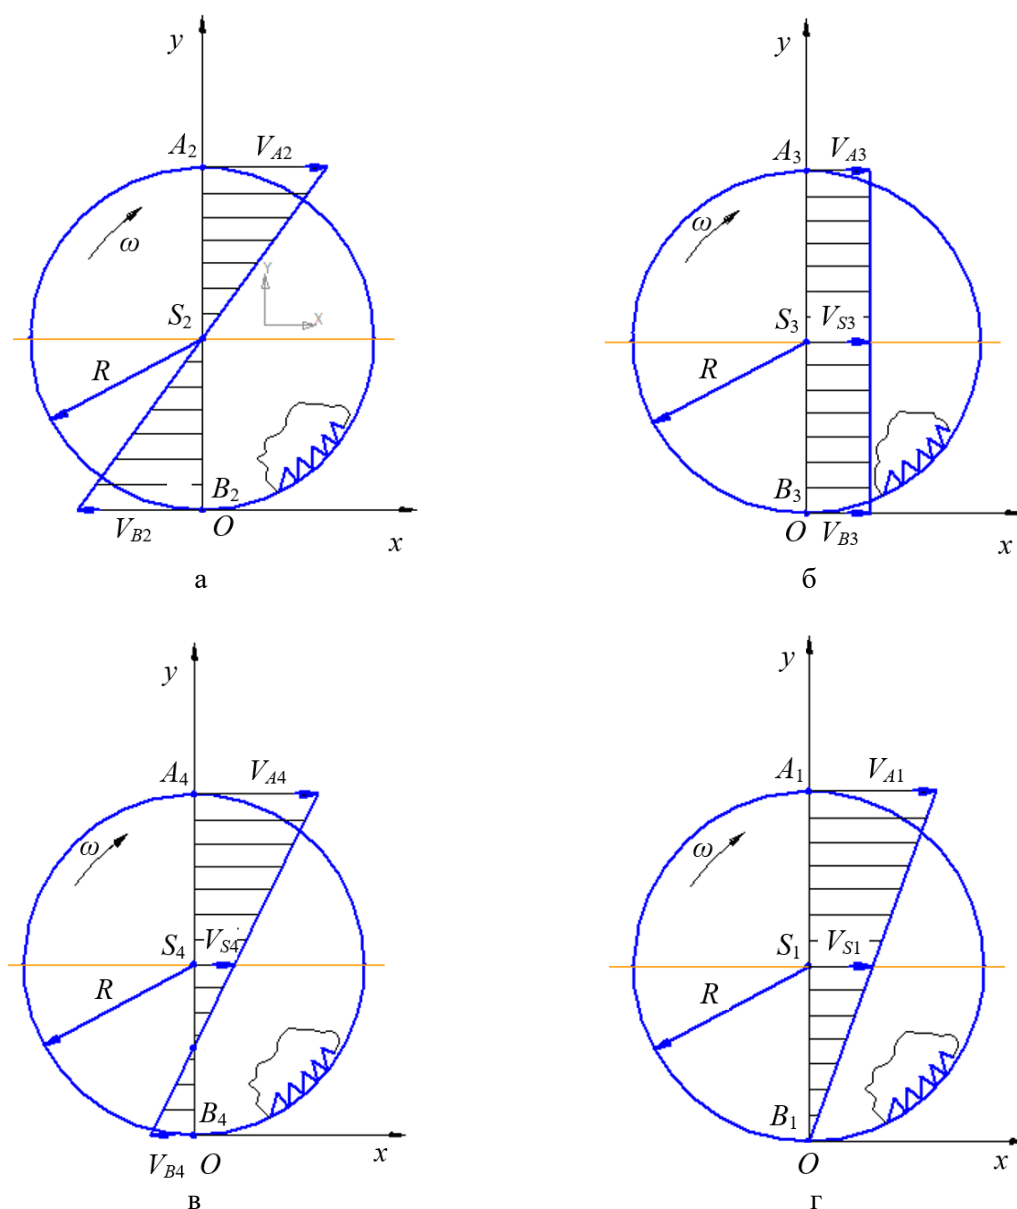 y
y
A2 VA2
A3 VA3
ω
ω
Y
X
S2
S3 VS3
R
R
B2
B3
VB2 O
x
O VB3
x
а
б
y
y
A4 VA4
A1 VA1
ω
ω
S4 VS4
S1 VS1
R
R
B4
B1
VB4 O
x
O
x
в
г